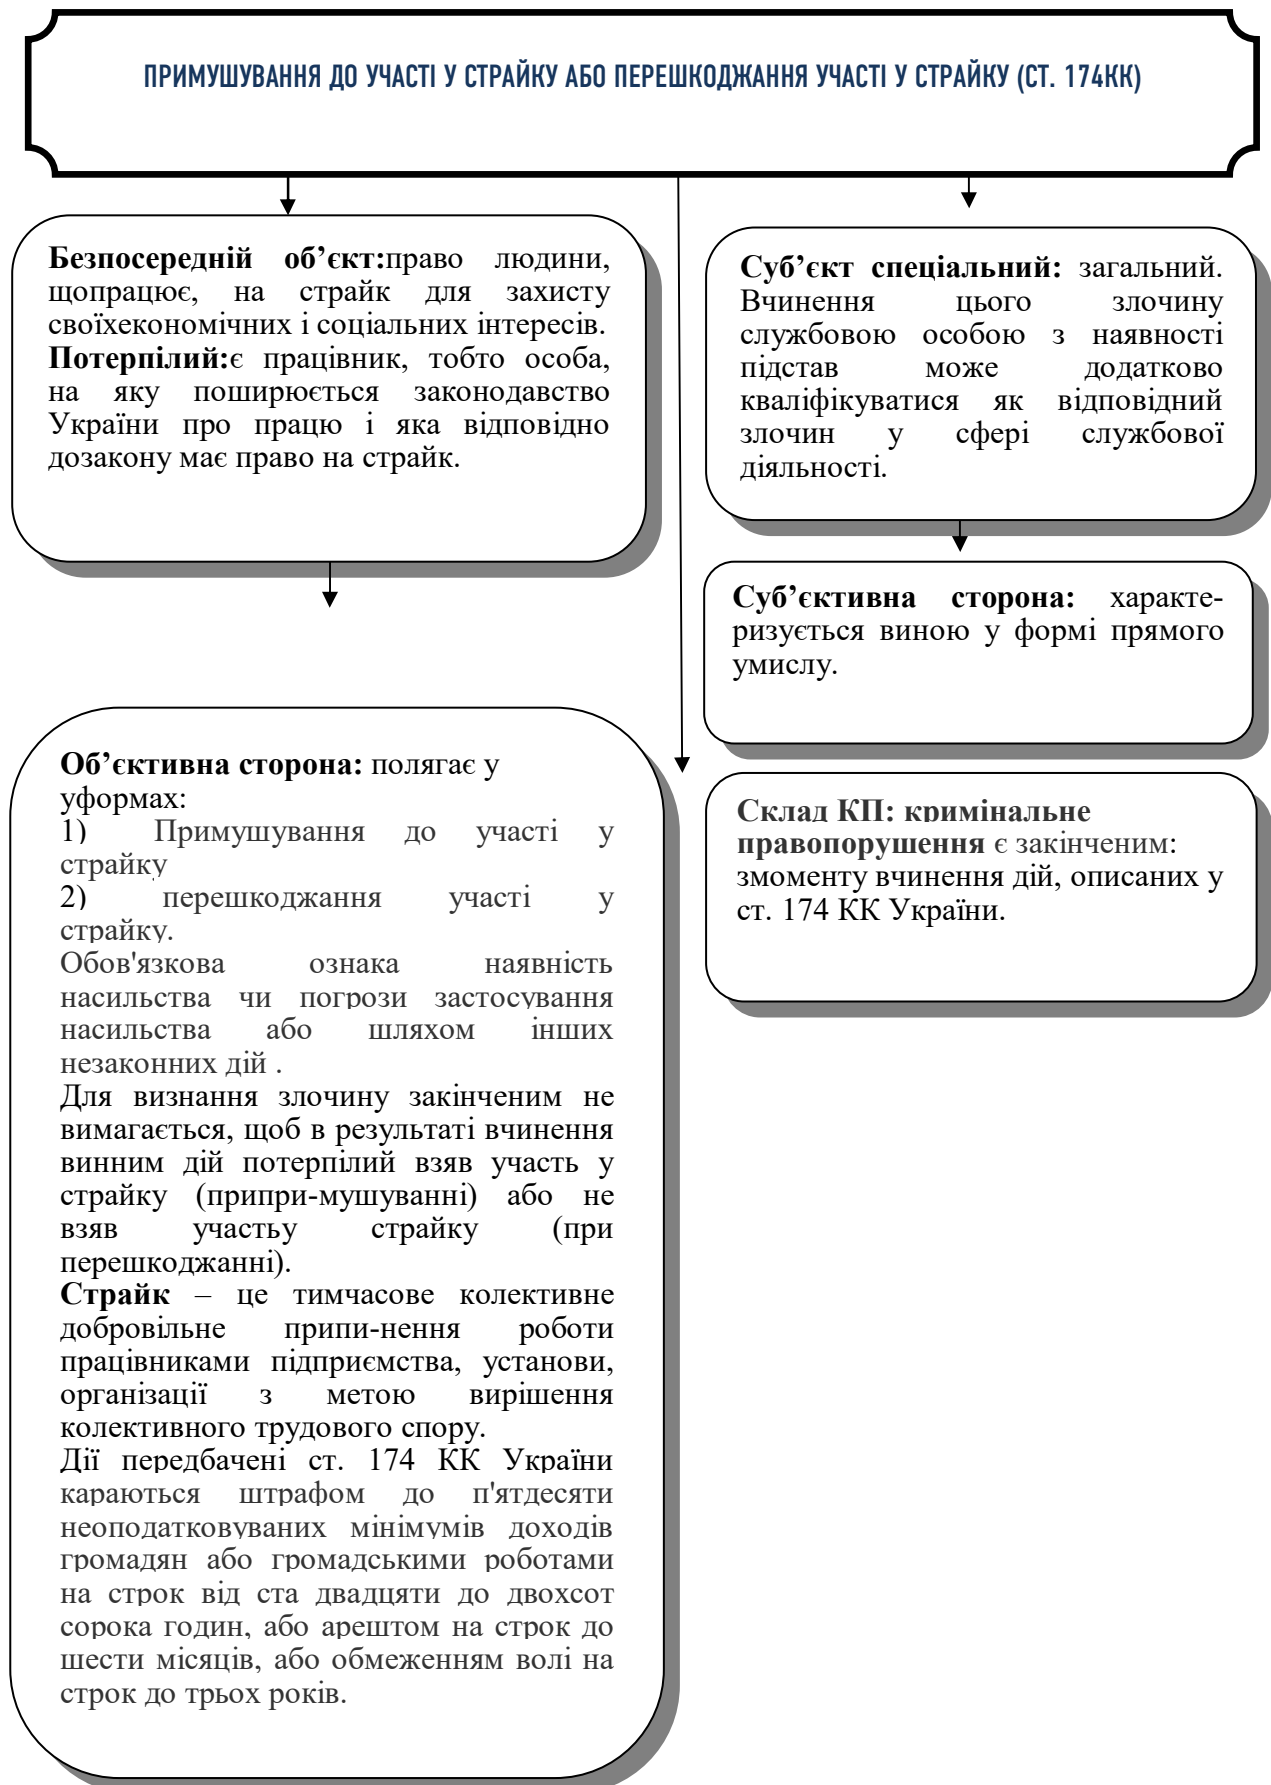 ПРИМУШУВАННЯ ДО УЧАСТІ У СТРАЙКУ АБО ПЕРЕШКОДЖАННЯ УЧАСТІ У СТРАЙКУ (СТ. 174КК)
Безпосередній об’єкт:право людини,
щопрацює, на страйк для захисту
своїхекономічних і соціальних інтересів.
Потерпілий:є працівник, тобто особа,
на яку поширюється законодавство
України про працю і яка відповідно
дозакону має право на страйк.
Об’єктивна сторона: полягає у
уформах:
1) Примушування до участі у
страйку
2) перешкоджання участі у
страйку.
Обов'язкова ознака наявність
насильства чи погрози застосування
насильства або шляхом інших
незаконних дій .
Для визнання злочину закінченим не
вимагається, щоб в результаті вчинення
винним дій потерпілий взяв участь у
страйку (припри-мушуванні) або не
взяв участьу страйку (при
перешкоджанні).
Страйк – це тимчасове колективне
добровільне припи-нення роботи
працівниками підприємства, установи,
організації з метою вирішення
колективного трудового спору.
Дії передбачені ст. 174 КК України
караються штрафом до п'ятдесяти
неоподатковуваних мінімумів доходів
громадян або громадськими роботами
на строк від ста двадцяти до двохсот
сорока годин, або арештом на строк до
шести місяців, або обмеженням волі на
строк до трьох років.
Суб’єкт спеціальний: загальний.
Вчинення цього злочину
службовою особою з наявності
підстав може додатково
кваліфікуватися як відповідний
злочин у сфері службової
діяльності.
Суб’єктивна сторона: характе-
ризується виною у формі прямого
умислу.
Склад КП: кримінальне
правопорушення є закінченим:
змоменту вчинення дій, описаних у
ст. 174 КК України.